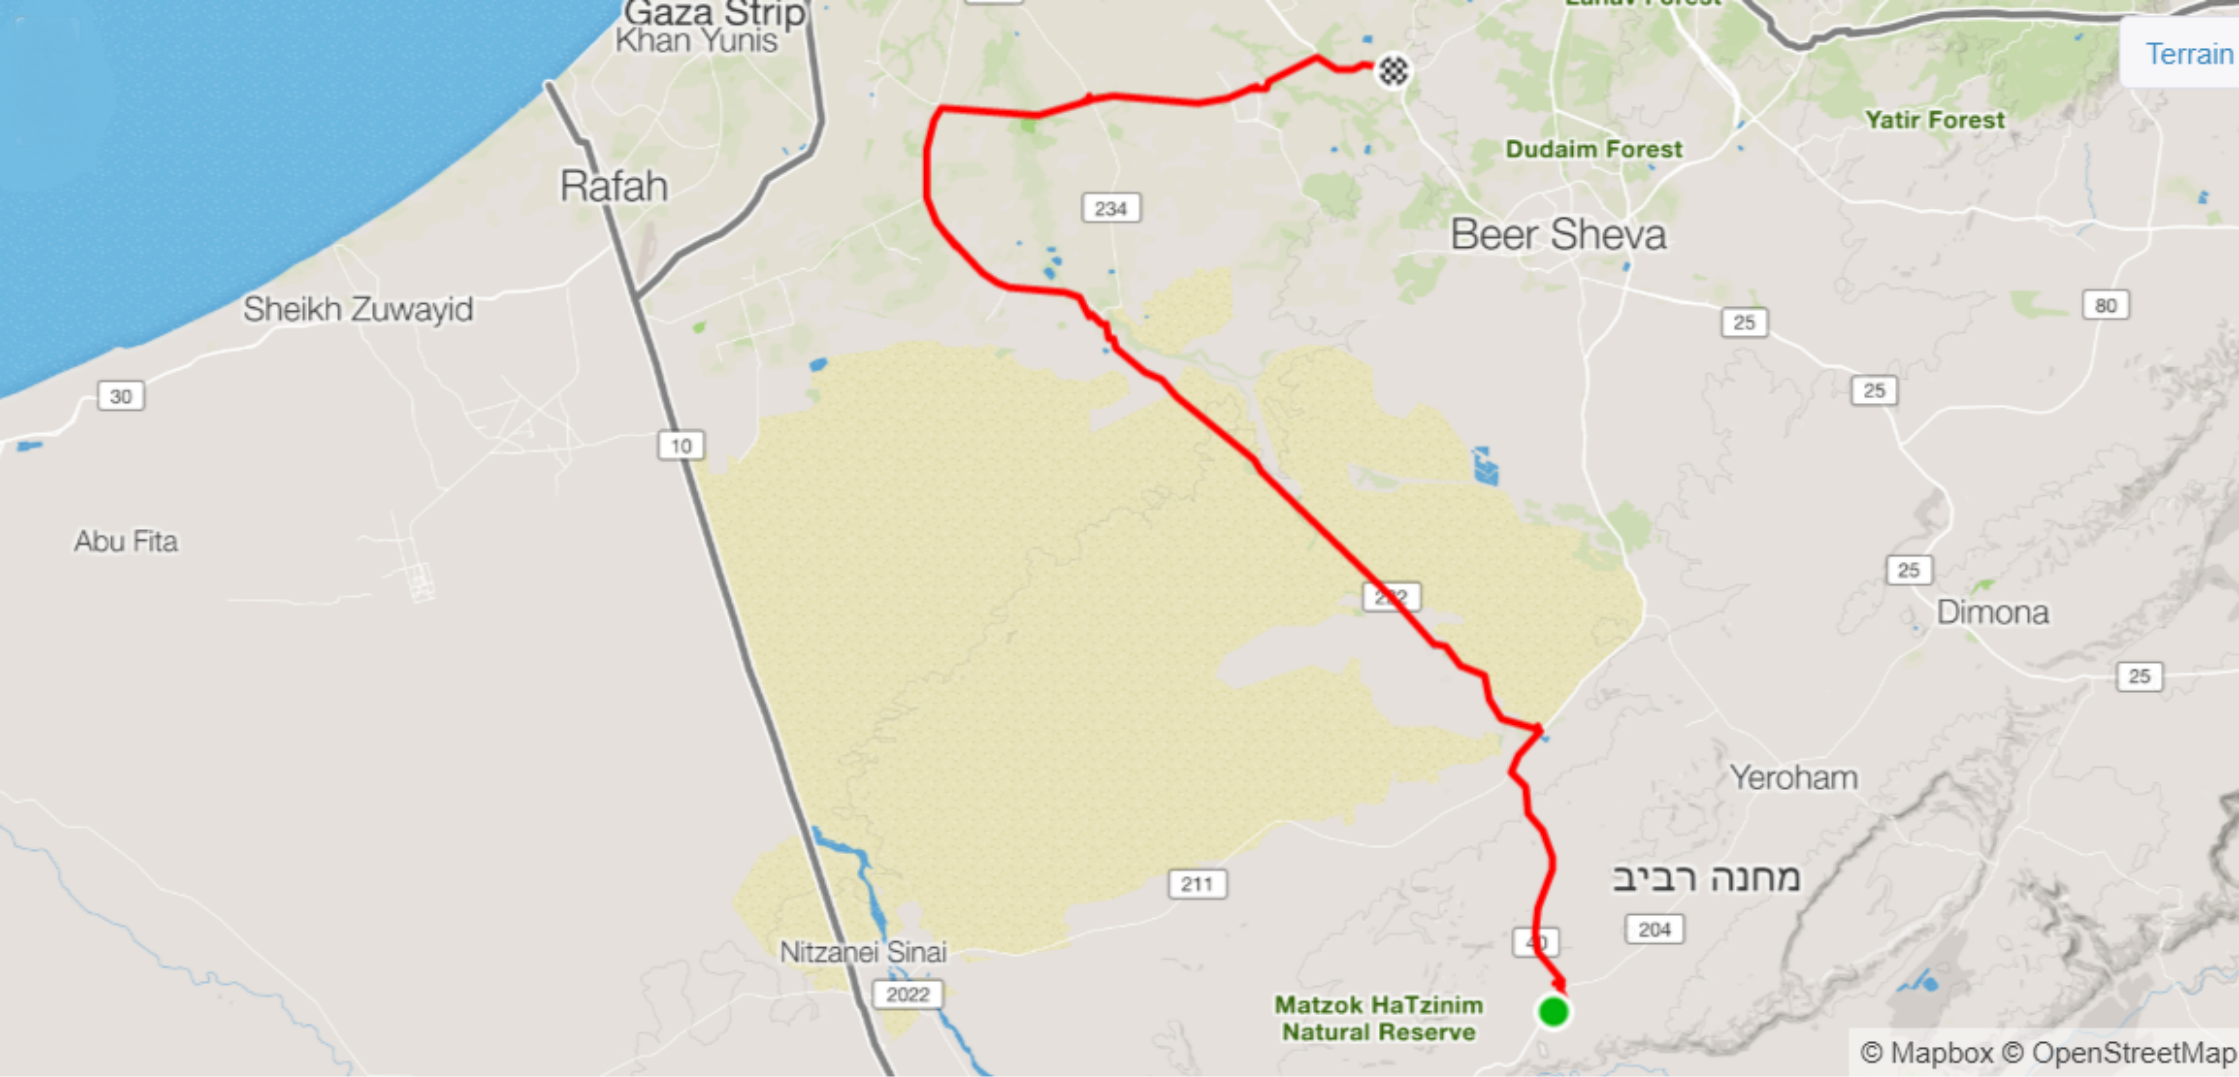 Gaza Strip
Khan Yunis
Terrain
Yatir Forest
Dudaim Forest
Rafah
234
Beer Sheva
Sheikh Zuwayid
80
25
30
25
10
Abu Fita
25
Dimona
25
Yeroham
211
מחנה רביב
204
40
Nitzanei Sinai
2022
Matzok HaTzinim
Natural Reserve
© Mapbox © OpenStreetMap